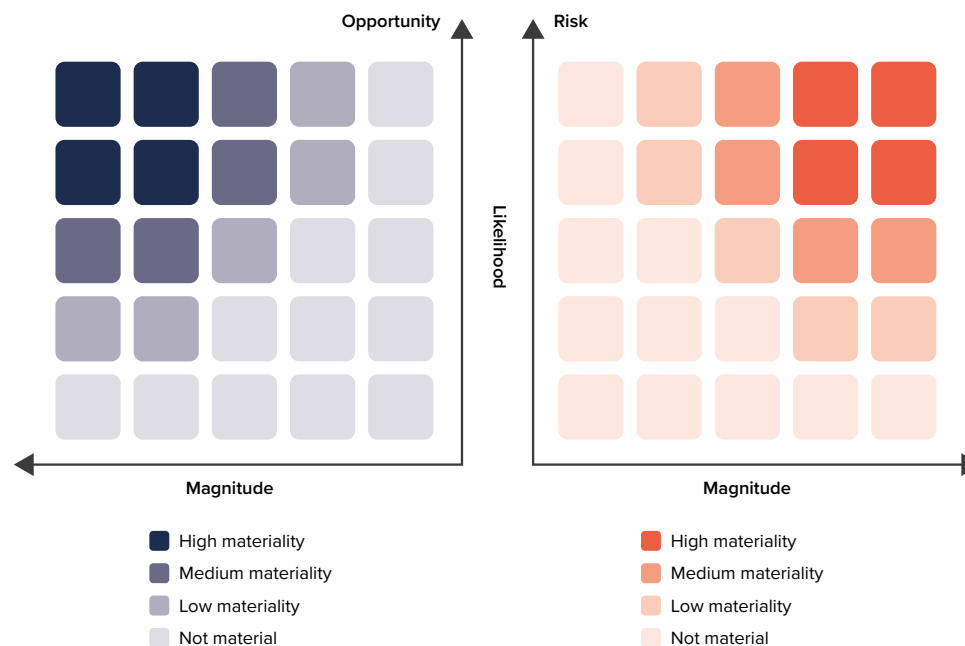 Opportunity
Risk
Likelihood
Magnitude
Magnitude
High materiality
Medium materiality
Low materiality
Not material
High materiality
Medium materiality
Low materiality
Not material